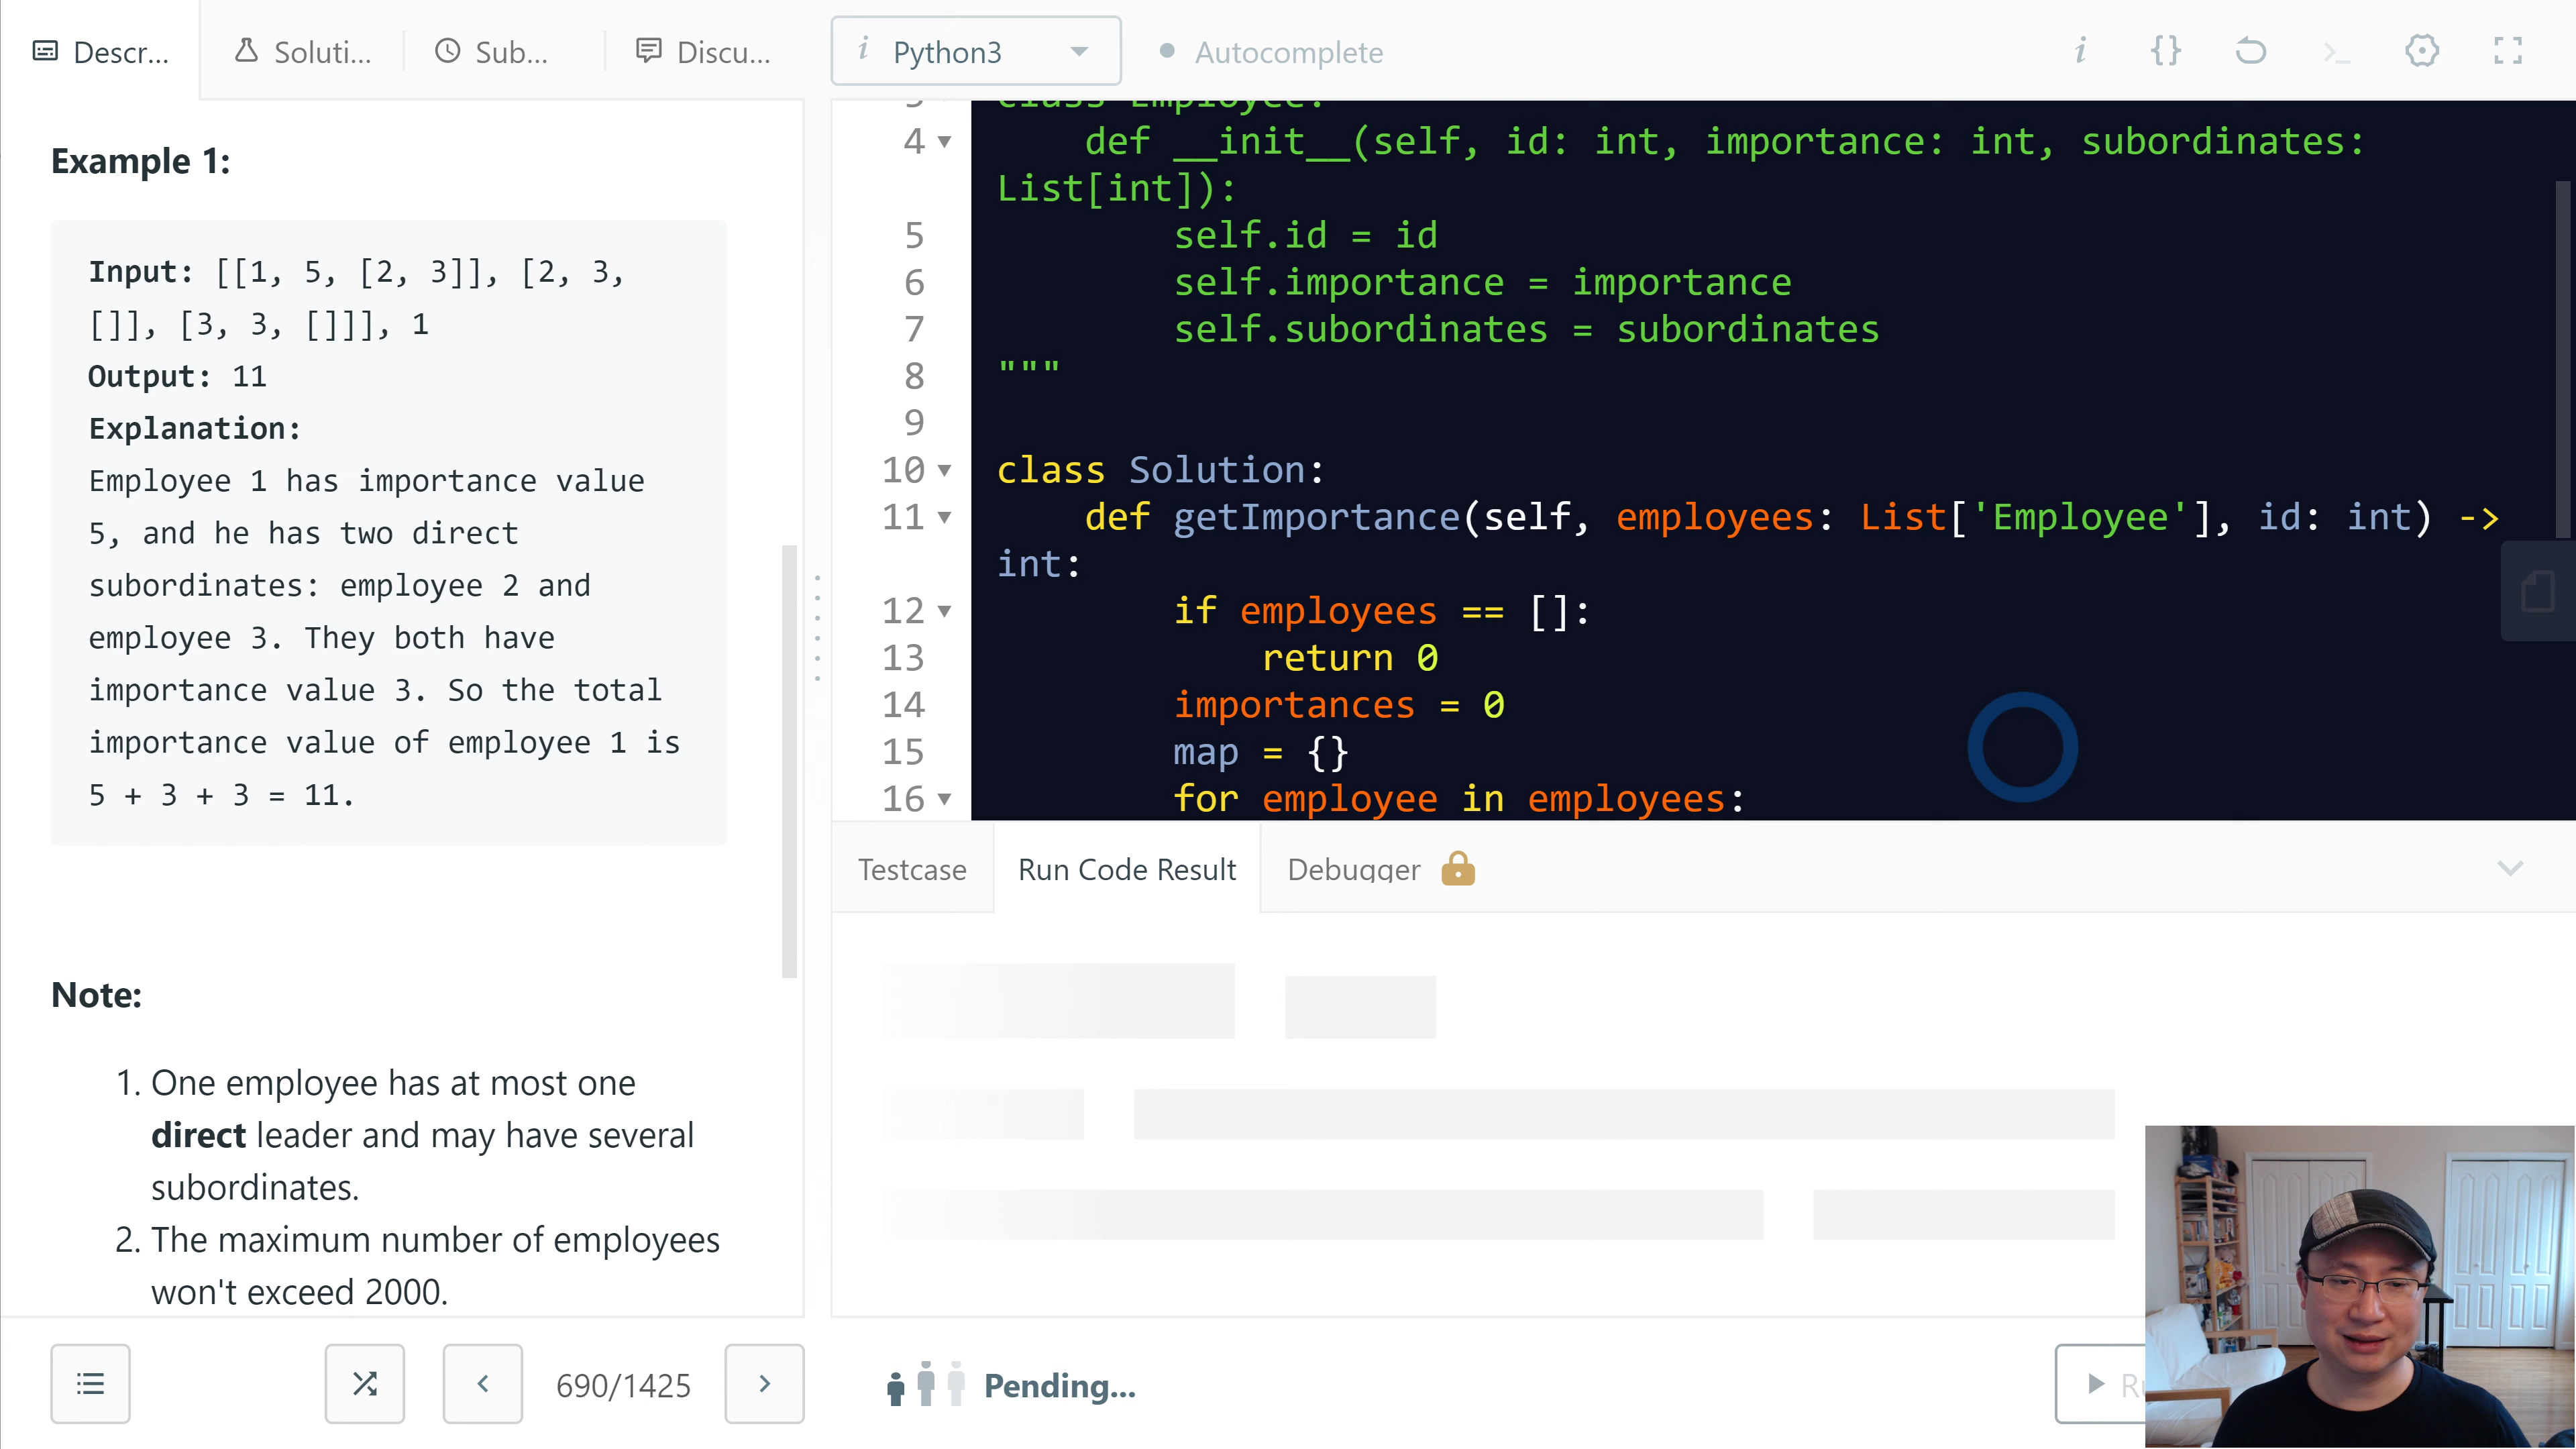 Descr...
Soluti...
Sub...
Discu...
i Python3
Autocomplete
Example 1:
Input: [[1, 5, [2, 3]], [2, 3,
[]], [3, 3, []]], 1
Output: 11
Explanation:
Employee 1 has importance value
5, and he has two direct
subordinates: employee 2 and
employee 3. They both have
importance value 3. So the total
importance value of employee 1 is
5 + 3 + 3 = 11.
Note:
1. One employee has at most one
direct leader and may have several
subordinates.
2. The maximum number of employees
won't exceed 2000.
690/1425
class Employee:
4 def __init__(self, id: int, importance: int, subordinates:
List[int]):
5 self.id = id
6 self.importance = importance
7 self.subordinates = subordinates
8 """
9
10 class Solution:
11 def getImportance(self, employees: List['Employee'], id: int) ->
int:
12 if employees == []:
13 return 0
14 importances = 0
15 map = {}
16 for employee in employees:
Testcase
Run Code Result
Debugger
Pending...